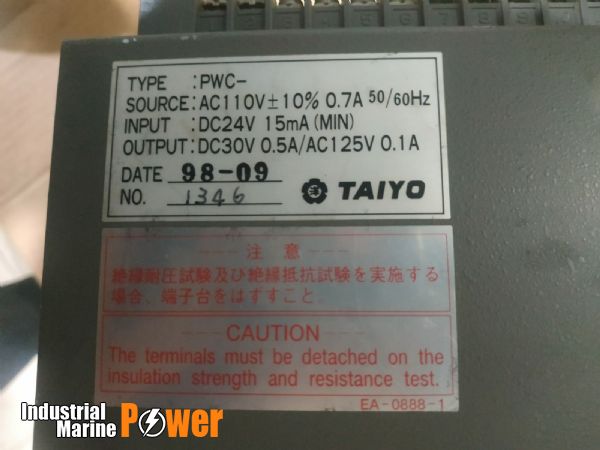 7 8 9
TYPE :PWC-
SOURCE:AC110V±10% 0.7A 50/60Hz
INPUT :DC24V 15mA(MIN)
OUTPUT:DC30V 0.5A/AC125V 0.1A
DATE 98-09
NO. 1346 TAIYO
注 意
絶縁耐圧試験及び絶縁抵抗試験を実施する
場合、端子台をはずすこと。
CAUTION
The terminals must be detached on the
insulation strength and resistance test.
EA-0888-1
Industrial
Marine Power